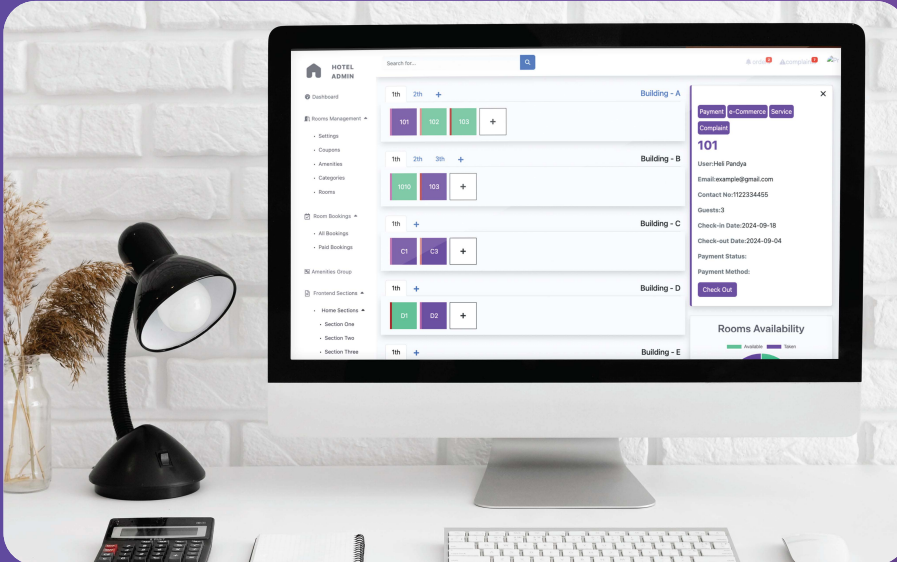 HOTEL
ADMIN
Search for...
complain
Dashboard
Rooms Management
Settings
Coupons
Amenities
Categories
Rooms
Room Bookings
All Bookings
Paid Bookings
Amenities Group
Frontend Sections
Home Sections
Section One
Section Two
Section Three
1th 2th + Building - A
101 102 103 +
1th 2th 3th + Building - B
1010 103 +
1th + Building - C
C1 C3 +
1th + Building - D
D1 D2 +
1th + Building - E
Payment e-Commerce Service
Complaint
101
User:Heli Pandya
Email:example@gmail.com
Contact No:1122334455
Guests:3
Check-in Date:2024-09-18
Check-out Date:2024-09-04
Payment Status:
Payment Method:
Check Out
Rooms Availability
Available Taken